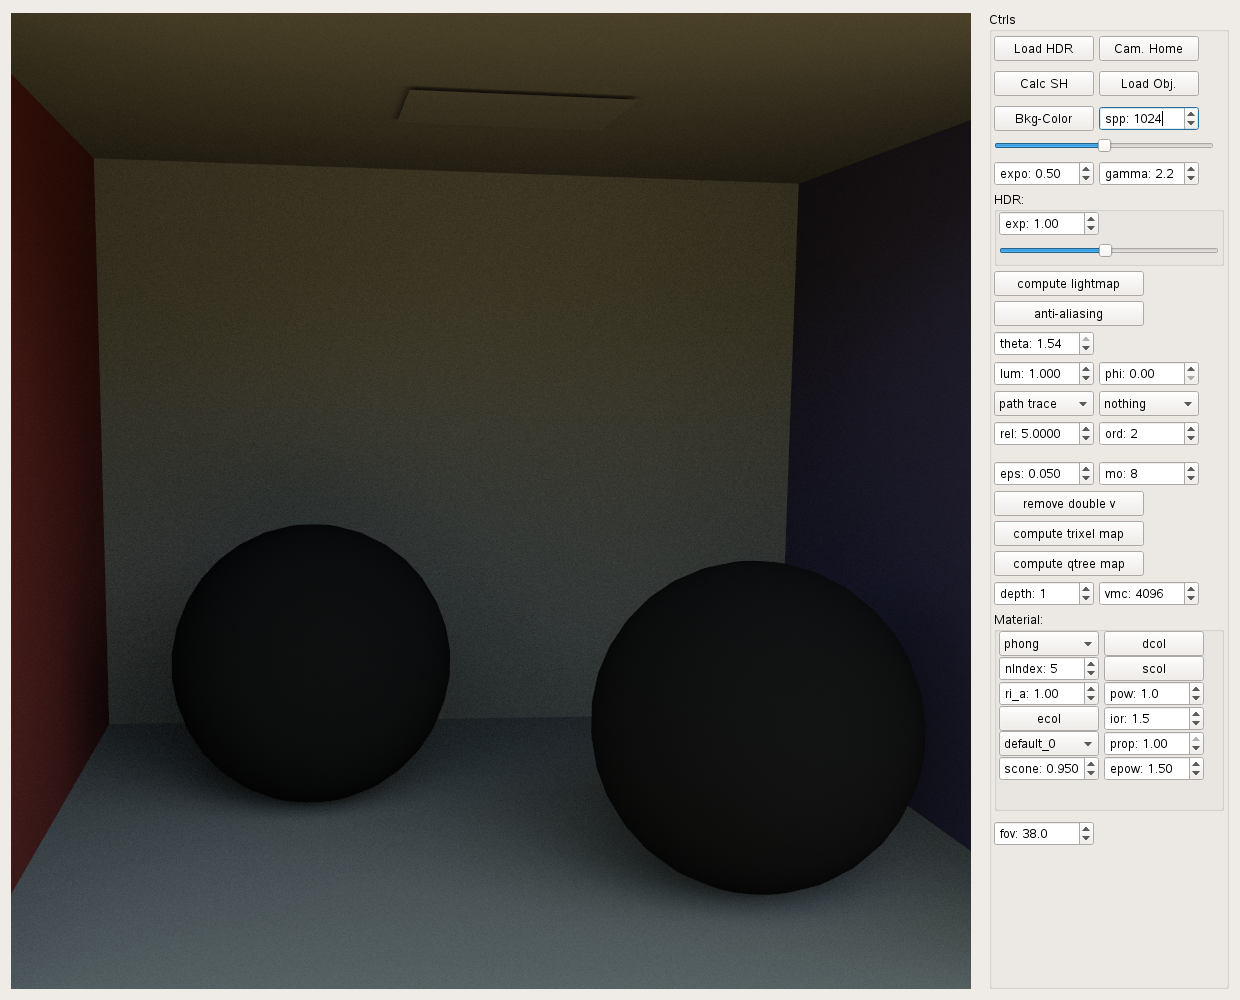 Ctrls
Load HDR Cam. Home
Calc SH Load Obj.
Bkg-Color spp: 1024
expo: 0.50 gamma: 2.2
HDR:
exp: 1.00
compute lightmap
anti-aliasing
theta: 1.54
lum: 1.000 phi: 0.00
path trace nothing
rel: 5.0000 ord: 2
eps: 0.050 mo: 8
remove double v
compute trixel map
compute qtree map
depth: 1 vmc: 4096
Material:
phong dcol
nIndex: 5 scol
ri_a: 1.00 pow: 1.0
ecol ior: 1.5
default_0 prop: 1.00
scone: 0.950 epow: 1.50
fov: 38.0